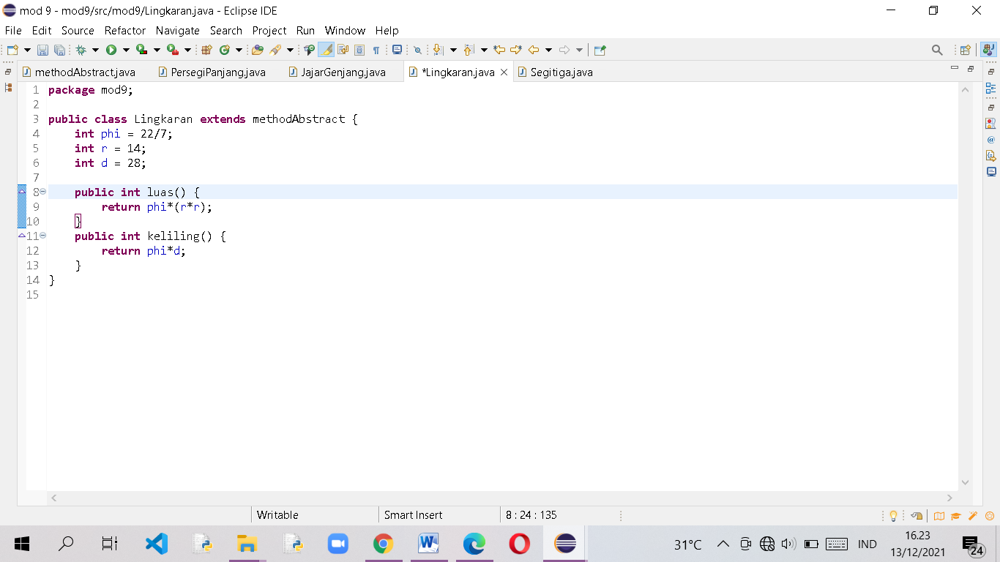 mod 9 - mod9/src/mod9/Lingkaran.java - Eclipse IDE
File Edit Source Refactor Navigate Search Project Run Window Help
methodAbstract.java PersegiPanjang.java JajarGenjang.java *Lingkaran.java Segitiga.java
1 package mod9;
2
3 public class Lingkaran extends methodAbstract {
4 int phi = 22/7;
5 int r = 14;
6 int d = 28;
7
8 public int luas() {
9 return phi*(r*r);
10 }
11 public int keliling() {
12 return phi*d;
13 }
14 }
15
Writable Smart Insert 8 : 24 : 135
31°C IND 16.23
13/12/2021 24